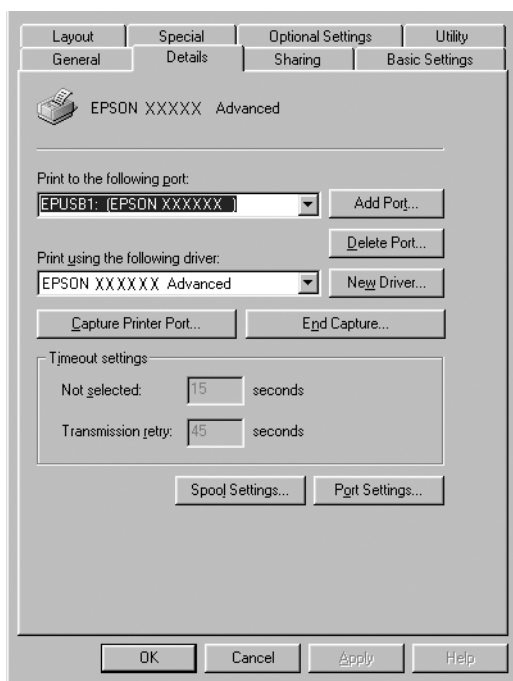 Layout Special Optional Settings Utility
General Details Sharing Basic Settings
EPSON XXXXX Advanced
Print to the following port:
EPUSB1: (EPSON XXXXXX )
Add Port...
Delete Port...
Print using the following driver:
EPSON XXXXXX Advanced
New Driver...
Capture Printer Port... End Capture...
Timeout settings
Not selected: 15 seconds
Transmission retry: 45 seconds
Spool Settings... Port Settings...
OK Cancel Apply Help